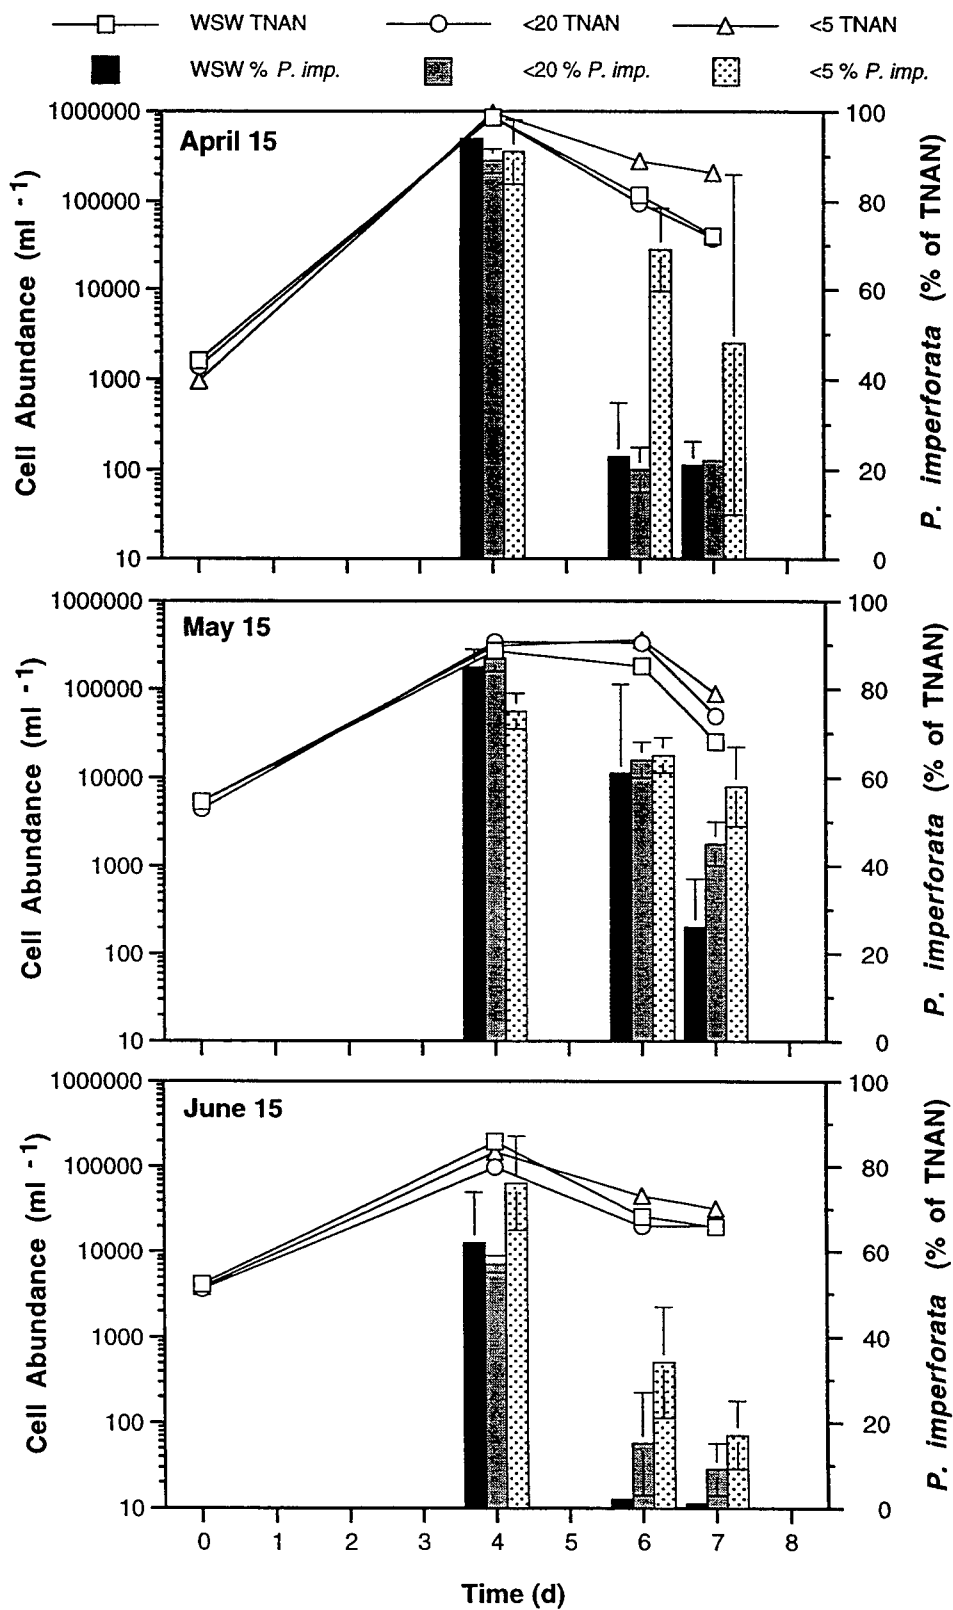 WSW TNAN <20 TNAN <5 TNAN
WSW % P. imp. <20 % P. imp. <5 % P. imp.
April 15
Cell Abundance (ml -1)
1000000
100000
10000
1000
100
10
100
80
60
40
20
0
P. imperforata (% of TNAN)
May 15
Cell Abundance (ml -1)
1000000
100000
10000
1000
100
10
100
80
60
40
20
0
P. imperforata (% of TNAN)
June 15
Cell Abundance (ml -1)
1000000
100000
10000
1000
100
10
100
80
60
40
20
0
P. imperforata (% of TNAN)
0 1 2 3 4 5 6 7 8
Time (d)